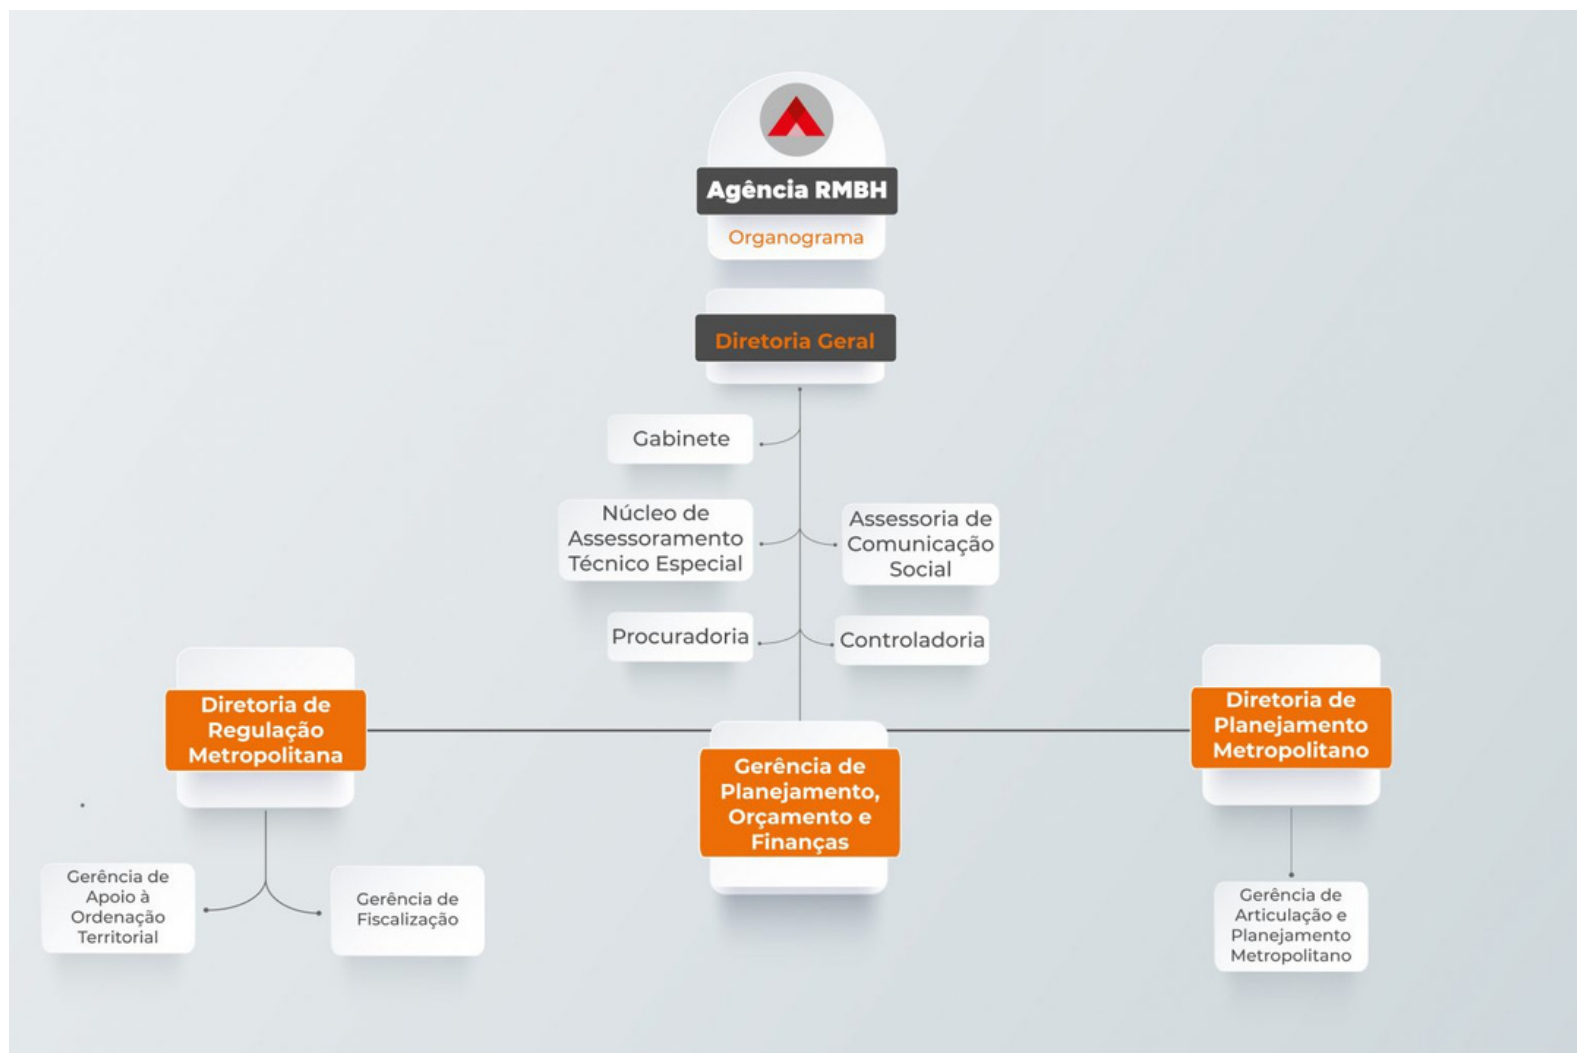 Agência RMBH
Organograma
Diretoria Geral
Gabinete
Núcleo de
Assessoramento
Técnico Especial
Assessoria de
Comunicação
Social
Procuradoria
Controladoria
Diretoria de
Regulação
Metropolitana
Gerência de
Planejamento,
Orçamento e
Finanças
Diretoria de
Planejamento
Metropolitano
Gerência de
Apoio à
Ordenação
Territorial
Gerência de
Fiscalização
Gerência de
Articulação e
Planejamento
Metropolitano